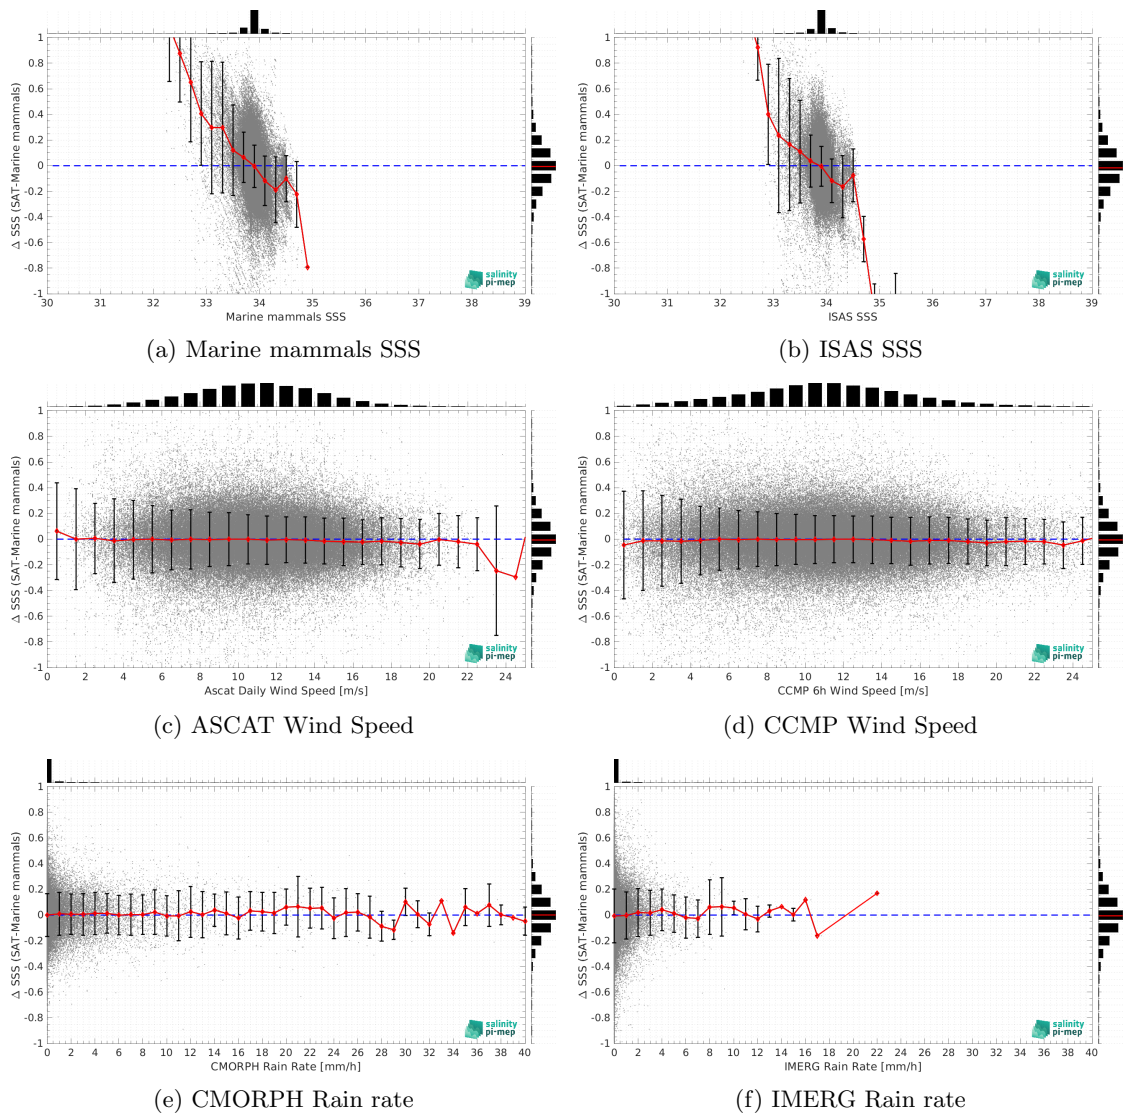 1
0.8
0.6
0.4
0.2
0
-0.2
-0.4
-0.6
-0.8
-1
Δ SSS (SAT-Marine mammals)
30 31 32 33 34 35 36 37 38 39
Marine mammals SSS
salinity
pi-mep
(a) Marine mammals SSS
1
0.8
0.6
0.4
0.2
0
-0.2
-0.4
-0.6
-0.8
-1
Δ SSS (SAT-Marine mammals)
30 31 32 33 34 35 36 37 38 39
ISAS SSS
salinity
pi-mep
(b) ISAS SSS
1
0.8
0.6
0.4
0.2
0
-0.2
-0.4
-0.6
-0.8
-1
Δ SSS (SAT-Marine mammals)
0 2 4 6 8 10 12 14 16 18 20 22 24
Ascat Daily Wind Speed [m/s]
salinity
pi-mep
(c) ASCAT Wind Speed
1
0.8
0.6
0.4
0.2
0
-0.2
-0.4
-0.6
-0.8
-1
Δ SSS (SAT-Marine mammals)
0 2 4 6 8 10 12 14 16 18 20 22 24
CCMP 6h Wind Speed [m/s]
salinity
pi-mep
(d) CCMP Wind Speed
1
0.8
0.6
0.4
0.2
0
-0.2
-0.4
-0.6
-0.8
-1
Δ SSS (SAT-Marine mammals)
0 2 4 6 8 10 12 14 16 18 20 22 24 26 28 30 32 34 36 38 40
CMORPH Rain Rate [mm/h]
salinity
pi-mep
(e) CMORPH Rain rate
1
0.8
0.6
0.4
0.2
0
-0.2
-0.4
-0.6
-0.8
-1
Δ SSS (SAT-Marine mammals)
0 2 4 6 8 10 12 14 16 18 20 22 24 26 28 30 32 34 36 38 40
IMERG Rain Rate [mm/h]
salinity
pi-mep
(f) IMERG Rain rate